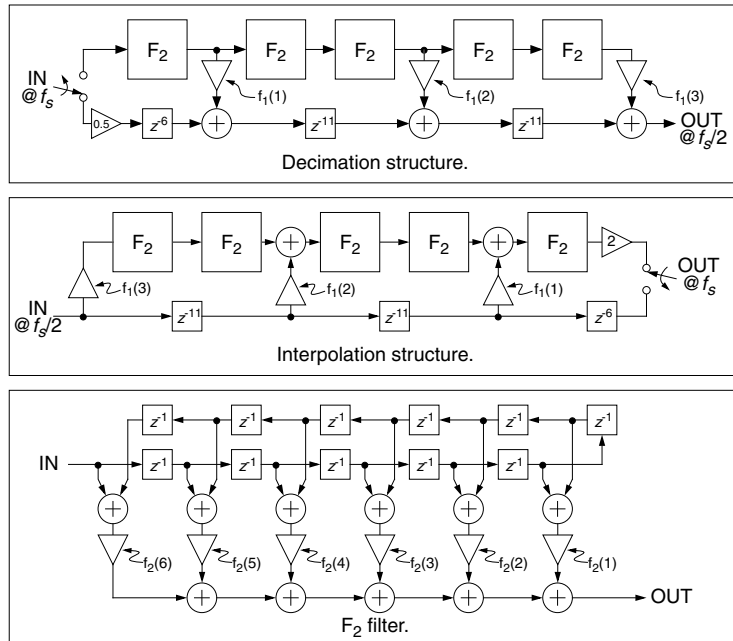 F₂ F₂ F₂ F₂ F₂
IN
@ fₛ
f₁(1) f₁(2) f₁(3)
0.5 z⁻⁶ + z⁻¹¹ + z⁻¹¹ + OUT
@ fₛ/2
Decimation structure.
F₂ F₂ + F₂ F₂ + F₂ 2
OUT
@ fₛ
f₁(3) f₁(2) f₁(1)
IN
@ fₛ/2
z⁻¹¹ z⁻¹¹ z⁻⁶
Interpolation structure.
z⁻¹ z⁻¹ z⁻¹ z⁻¹ z⁻¹ z⁻¹
IN z⁻¹ z⁻¹ z⁻¹ z⁻¹ z⁻¹
+ + + + + +
f₂(6) f₂(5) f₂(4) f₂(3) f₂(2) f₂(1)
+ + + + + OUT
F₂ filter.